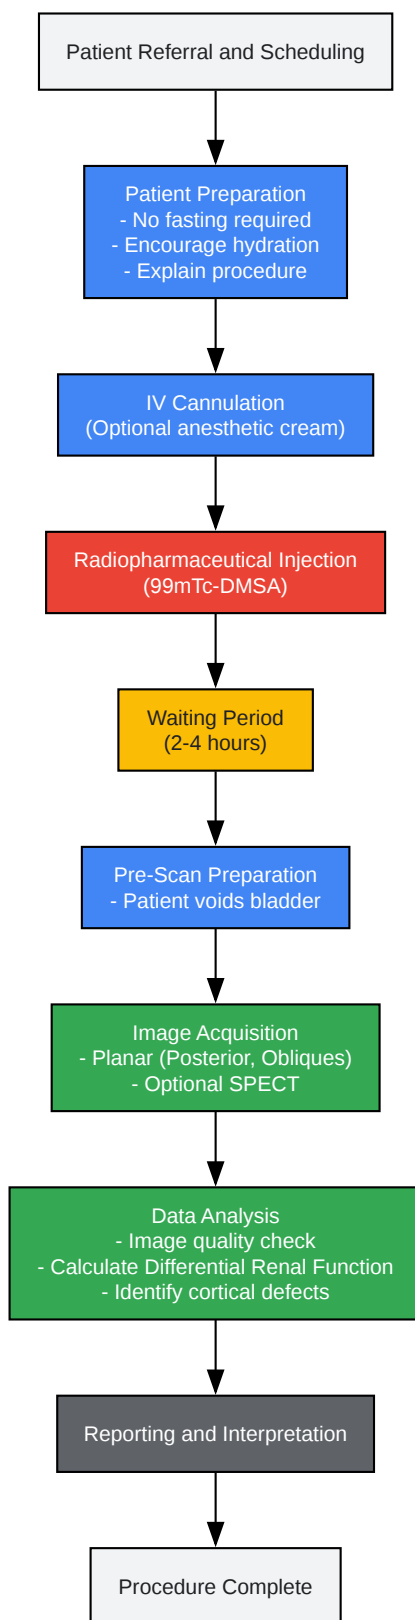 Patient Referral and Scheduling
Patient Preparation
- No fasting required
- Encourage hydration
- Explain procedure
IV Cannulation
(Optional anesthetic cream)
Radiopharmaceutical Injection
(99mTc-DMSA)
Waiting Period
(2-4 hours)
Pre-Scan Preparation
- Patient voids bladder
Image Acquisition
- Planar (Posterior, Obliques)
- Optional SPECT
Data Analysis
- Image quality check
- Calculate Differential Renal Function
- Identify cortical defects
Reporting and Interpretation
Procedure Complete